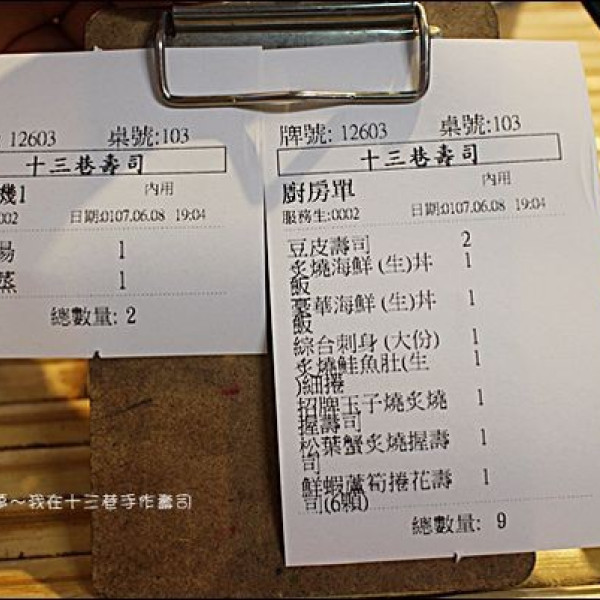 : 12603 桌號:103
十三巷壽司
機1
內用
002 日期:0107.06.08 19:04
易 1
蒸 1
總數量: 2
牌號: 12603 桌號:103
十三巷壽司
廚房單
內用
服務生:0002 日期:0107.06.08 19:04
豆皮壽司 2
炙燒海鮮 (生)丼 1
飯
豪華海鮮 (生)丼 1
飯
綜合刺身 (大份) 1
炙燒鮭魚肚(生 1
)細捲
招牌玉子燒炙燒 1
握壽司
松葉蟹炙燒握壽 1
司
鮮蝦蘆筍捲花壽 1
司(6顆)
總數量: 9
～我在十三巷手作壽司